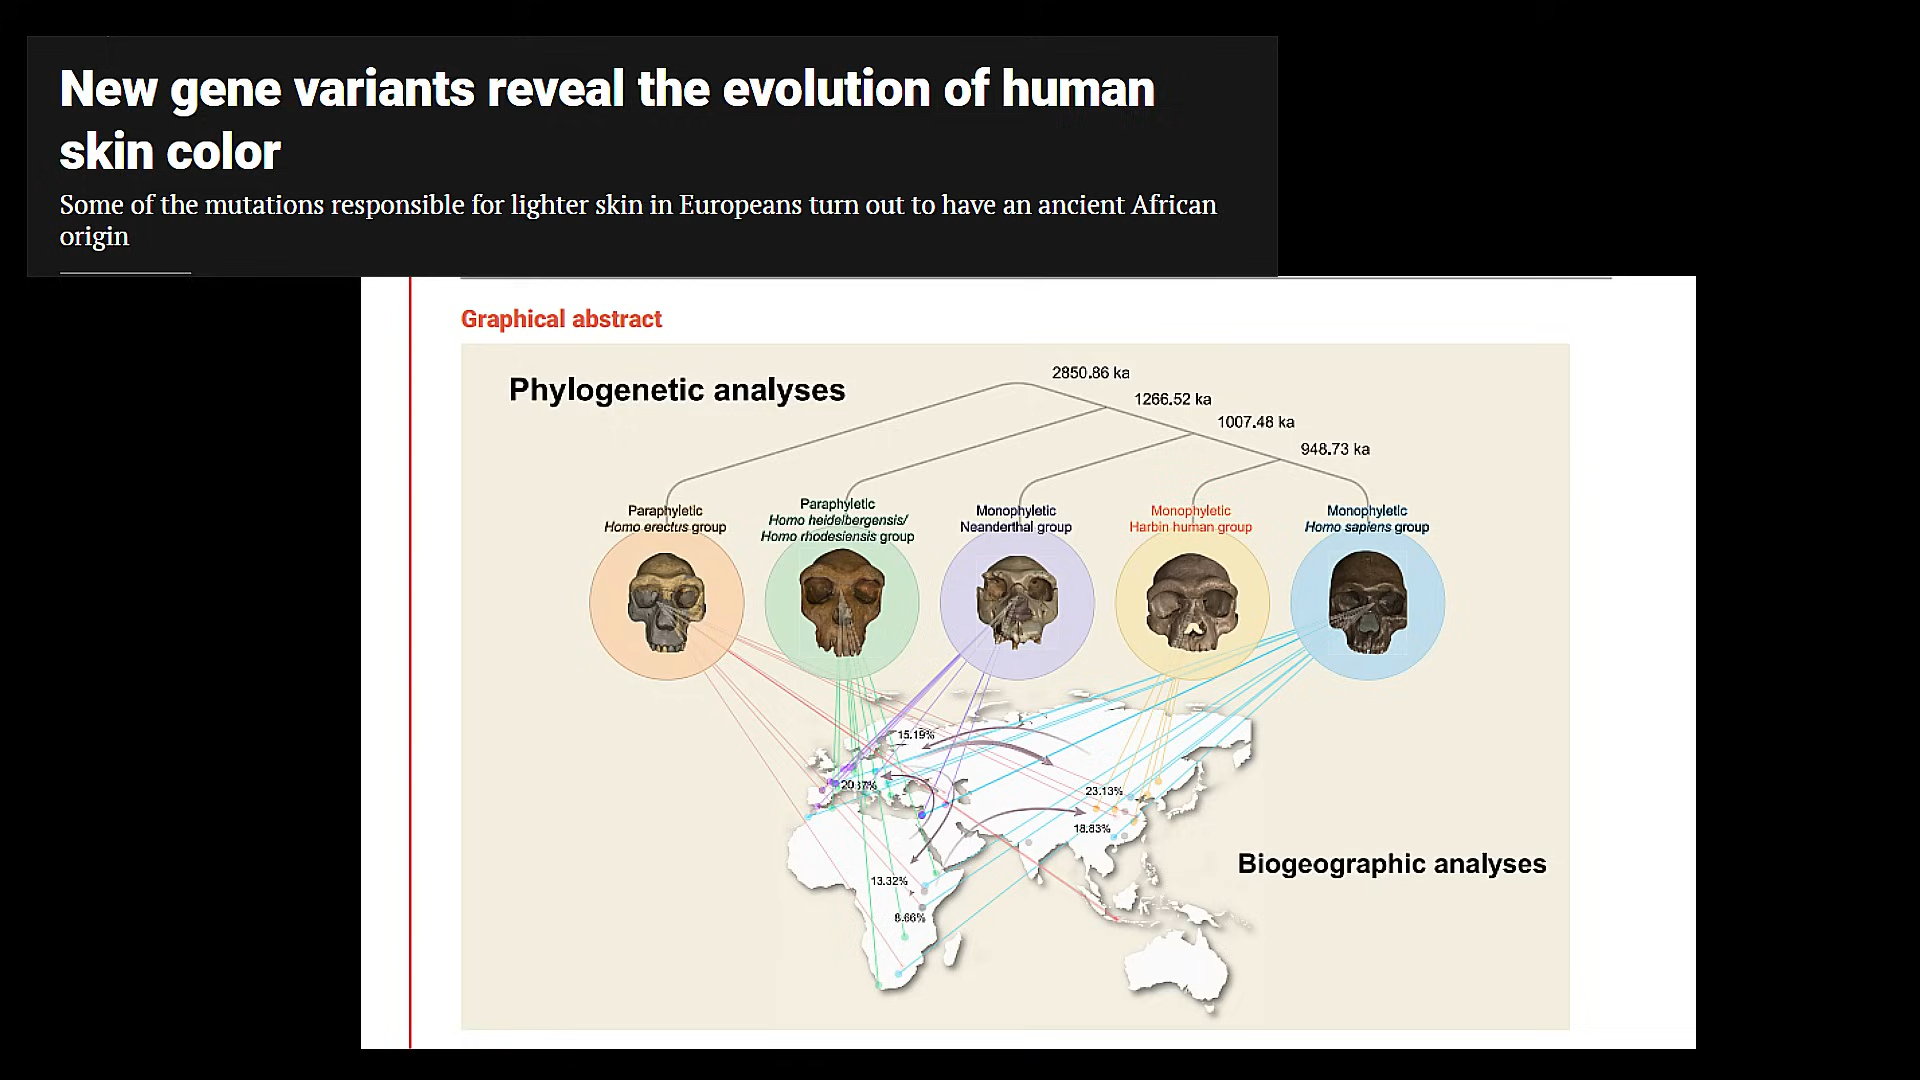 New gene variants reveal the evolution of human
skin color
Some of the mutations responsible for lighter skin in Europeans turn out to have an ancient African
origin
Graphical abstract
Phylogenetic analyses
2850.86 ka
1266.52 ka
1007.48 ka
948.73 ka
Paraphyletic
Homo erectus group
Paraphyletic
Homo heidelbergensis/
Homo rhodesiensis group
Monophyletic
Neanderthal group
Monophyletic
Harbin human group
Monophyletic
Homo sapiens group
15.19%
23.13%
18.83%
13.32%
8.66%
Biogeographic analyses